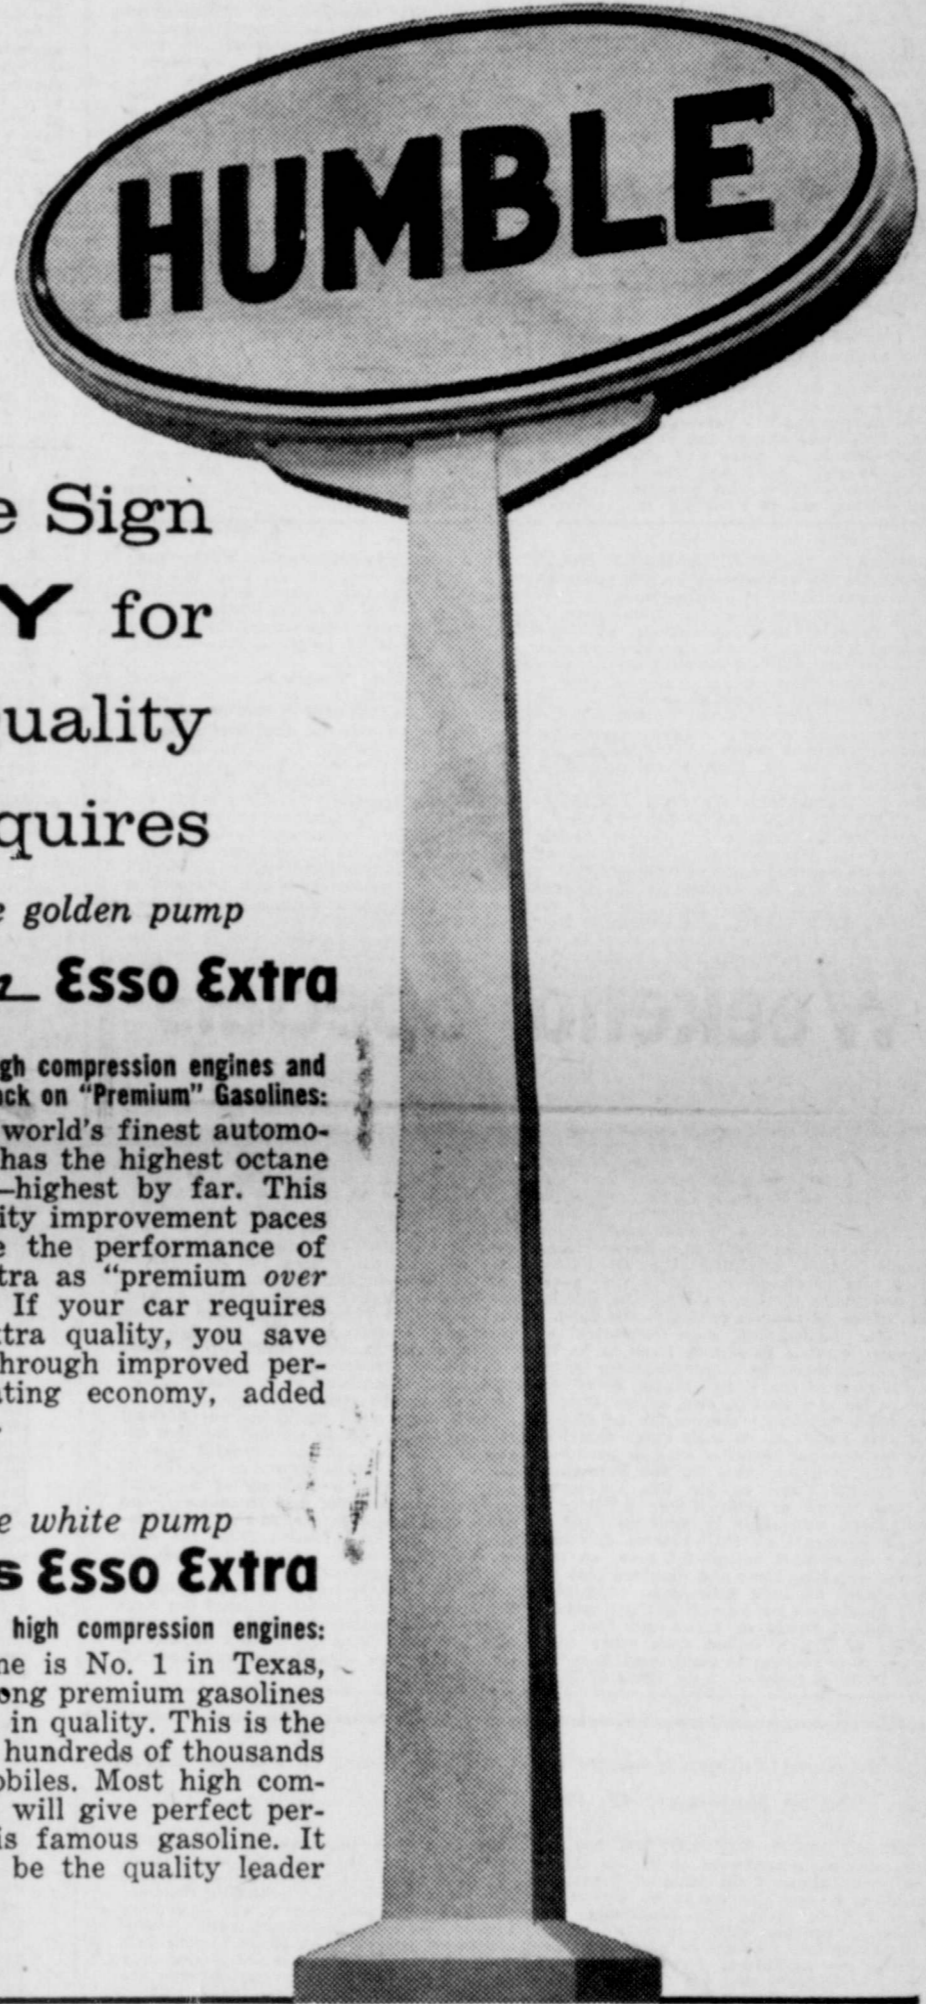 HUMBLE
Sign
Y for
uality
quires
golden pump
Esso Extra
gh compression engines and
ck on “Premium” Gasolines:
world's finest automo-
has the highest octane
—highest by far. This
ity improvement paces
the performance of
tra as “premium over
If your car requires
tra quality, you save
hrough improved per-
ting economy, added
e white pump
s Esso Extra
high compression engines:
ne is No. 1 in Texas,
ong premium gasolines
in quality. This is the
hundreds of thousands
obiles. Most high com-
will give perfect per-
is famous gasoline. It
be the quality leader